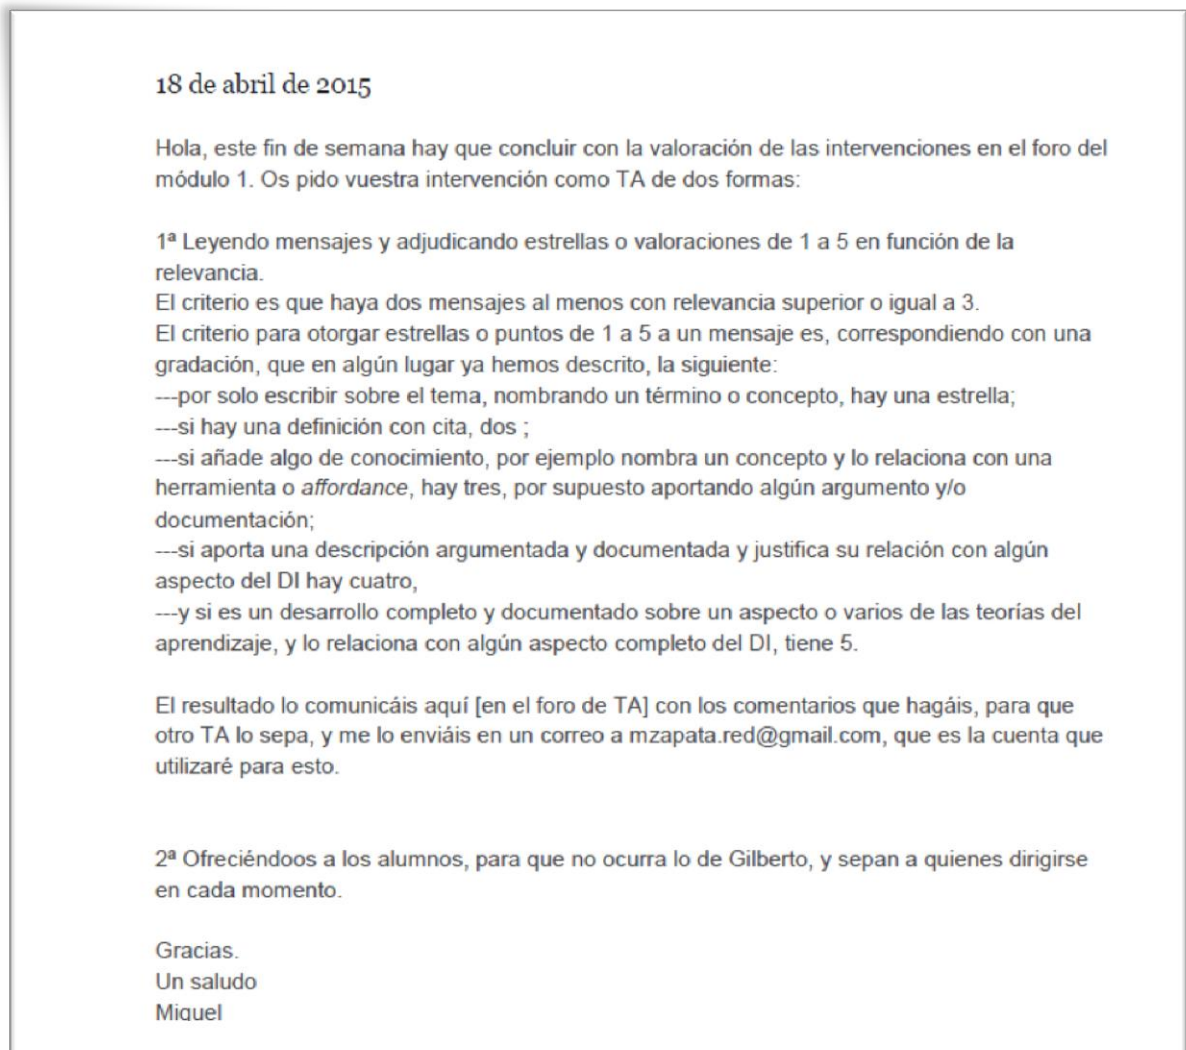 18 de abril de 2015
Hola, este fin de semana hay que concluir con la valoración de las intervenciones en el foro del
módulo 1. Os pido vuestra intervención como TA de dos formas:
1ª Leyendo mensajes y adjudicando estrellas o valoraciones de 1 a 5 en función de la
relevancia.
El criterio es que haya dos mensajes al menos con relevancia superior o igual a 3.
El criterio para otorgar estrellas o puntos de 1 a 5 a un mensaje es, correspondiendo con una
gradación, que en algún lugar ya hemos descrito, la siguiente:
---por solo escribir sobre el tema, nombrando un término o concepto, hay una estrella;
---si hay una definición con cita, dos ;
---si añade algo de conocimiento, por ejemplo nombra un concepto y lo relaciona con una
herramienta o affordance, hay tres, por supuesto aportando algún argumento y/o
documentación;
---si aporta una descripción argumentada y documentada y justifica su relación con algún
aspecto del DI hay cuatro,
---y si es un desarrollo completo y documentado sobre un aspecto o varios de las teorías del
aprendizaje, y lo relaciona con algún aspecto completo del DI, tiene 5.
El resultado lo comunicáis aquí [en el foro de TA] con los comentarios que hagáis, para que
otro TA lo sepa, y me lo enviáis en un correo a mzapata.red@gmail.com, que es la cuenta que
utilizaré para esto.
2ª Ofreciéndoos a los alumnos, para que no ocurra lo de Gilberto, y sepan a quienes dirigirse
en cada momento.
Gracias.
Un saludo
Miguel